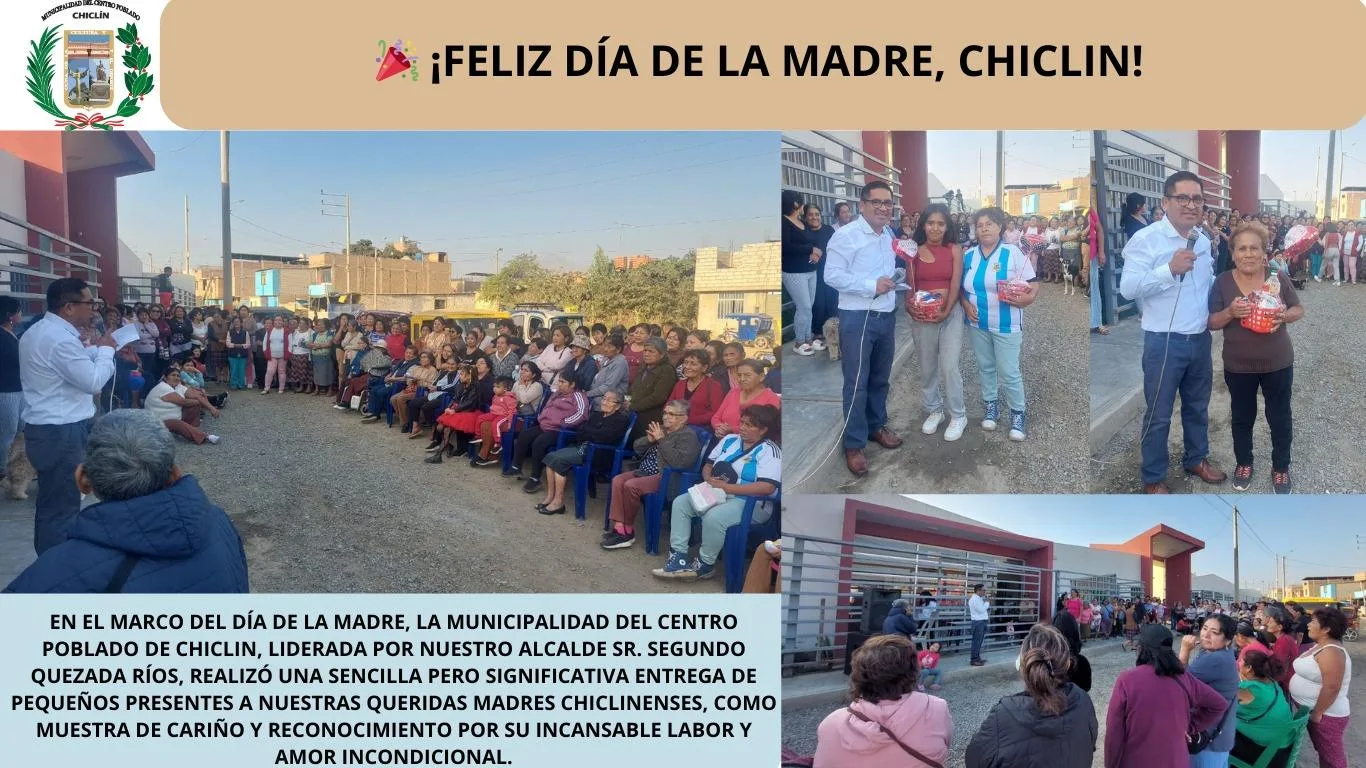 MUNICIPALIDAD DEL CENTRO POBLADO
CHICLÍN
¡FELIZ DÍA DE LA MADRE, CHICLIN!
EN EL MARCO DEL DÍA DE LA MADRE, LA MUNICIPALIDAD DEL CENTRO
POBLADO DE CHICLIN, LIDERADA POR NUESTRO ALCALDE SR. SEGUNDO
QUEZADA RÍOS, REALIZÓ UNA SENCILLA PERO SIGNIFICATIVA ENTREGA DE
PEQUEÑOS PRESENTES A NUESTRAS QUERIDAS MADRES CHICLINENSES, COMO
MUESTRA DE CARIÑO Y RECONOCIMIENTO POR SU INCANSABLE LABOR Y
AMOR INCONDICIONAL.